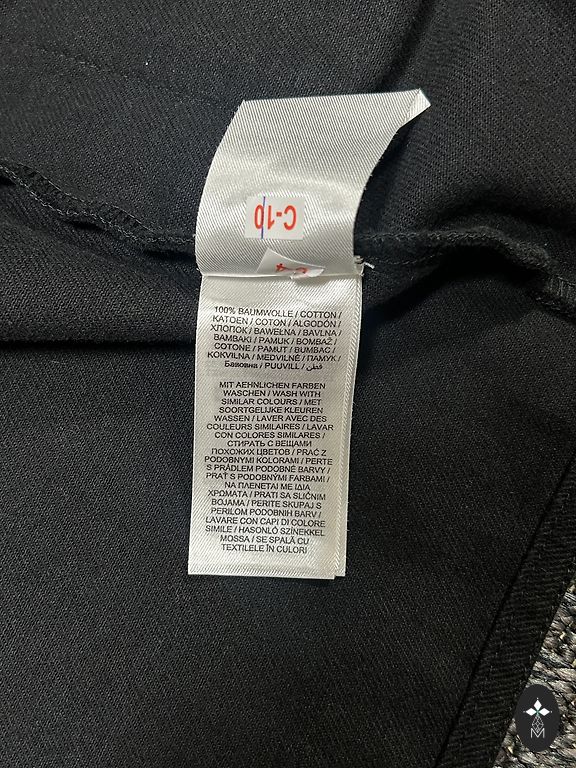 C-10
100% BAUMWOLLE / COTTON /
KATOEN / COTON / ALGODÓN /
ХЛОПОК / BAWEŁNA / BAVLNA /
BAMBAKI / PAMUK / BOMBAŽ /
COTONE / PAMUT / BUMBAC /
KOKVILNA / MEDVILNĖ / ПАМУК /
Бавовна / PUUVILL / قطن
MIT AEHNLICHEN FARBEN
WASCHEN / WASH WITH
SIMILAR COLOURS / MET
SOORTGELIJKE KLEUREN
WASSEN / LAVER AVEC DES
COULEURS SIMILAIRES / LAVAR
CON COLORES SIMILARES /
СТИРАТЬ С ВЕЩАМИ
ПОХОЖИХ ЦВЕТОВ / PRAĆ Z
PODOBNYMI KOLORAMI / PERTE
S PRÁDLEM PODOBNÉ BARVY /
PRAŤ S PODOBNÝMI FARBAMI /
ΝΑ ΠΛΕΝΕΤΑΙ ΜΕ ΙΔΙΑ
ΧΡΩΜΑΤΑ / PRATI SA SLIČNIM
BOJAMA / PERITE SKUPAJ S
PERILOM PODOBNIH BARV /
LAVARE CON CAPI DI COLORE
SIMILE / HASONLÓ SZÍNEKKEL
MOSSA / SE SPALĂ CU
TEXTILELE ÎN CULORI
M